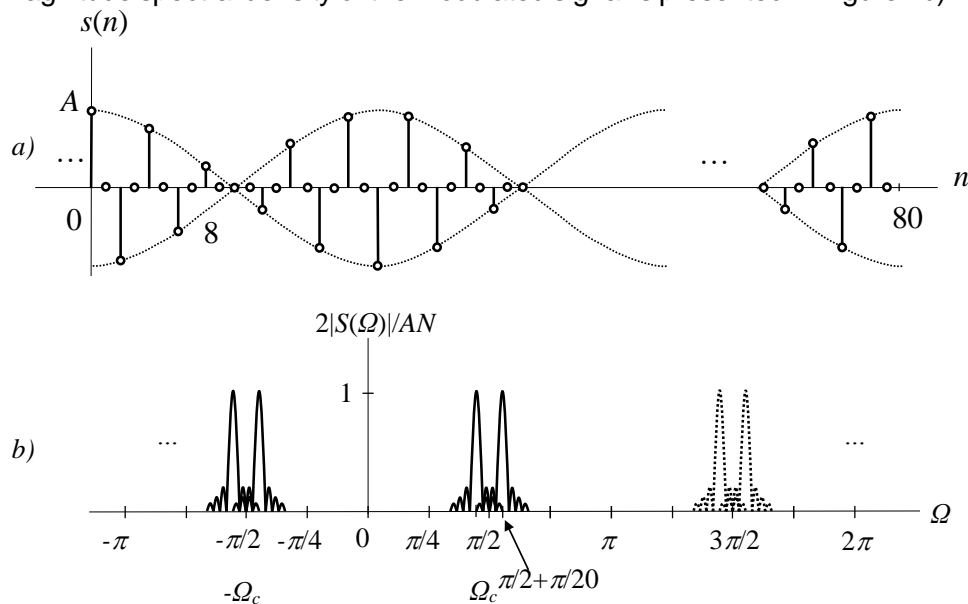 s(n)
A
a)
...
...
n
0
8
80
2|S(Ω)|/AN
1
b)
...
...
-π
-π/2
-π/4
0
π/4
π/2
π
3π/2
2π
Ω
-Ωc
Ωc
π/2+π/20